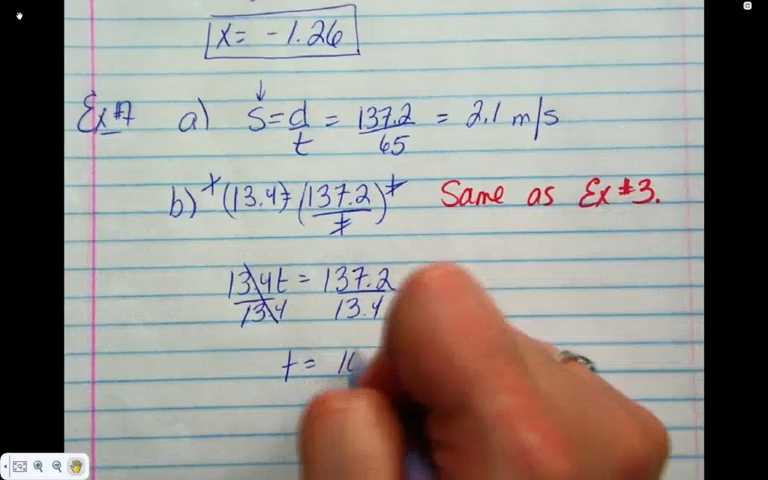 x = -1.26
Ex #7 a) s = d/t = 137.2/65 = 2.1 m/s
b) t(13.4) = (137.2/t)t Same as Ex #3.
13.4t/13.4 = 137.2/13.4
t = 1